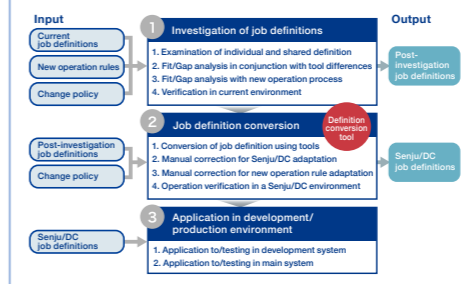 Input
Output
1
Investigation of job definitions
Current
job definitions
New operation rules
Change policy
1. Examination of individual and shared definition
2. Fit/Gap analysis in conjunction with tool differences
3. Fit/Gap analysis with new operation process
4. Verification in current environment
Post-
investigation
job definitions
2
Job definition conversion
Definition
conversion
tool
Post-investigation
job definitions
Change policy
1. Conversion of job definition using tools
2. Manual correction for Senju/DC adaptation
3. Manual correction for new operation rule adaptation
4. Operation verification in a Senju/DC environment
Senju/DC
job definitions
3
Application in development/
production environment
Senju/DC
job definitions
1. Application to/testing in development system
2. Application to/testing in main system